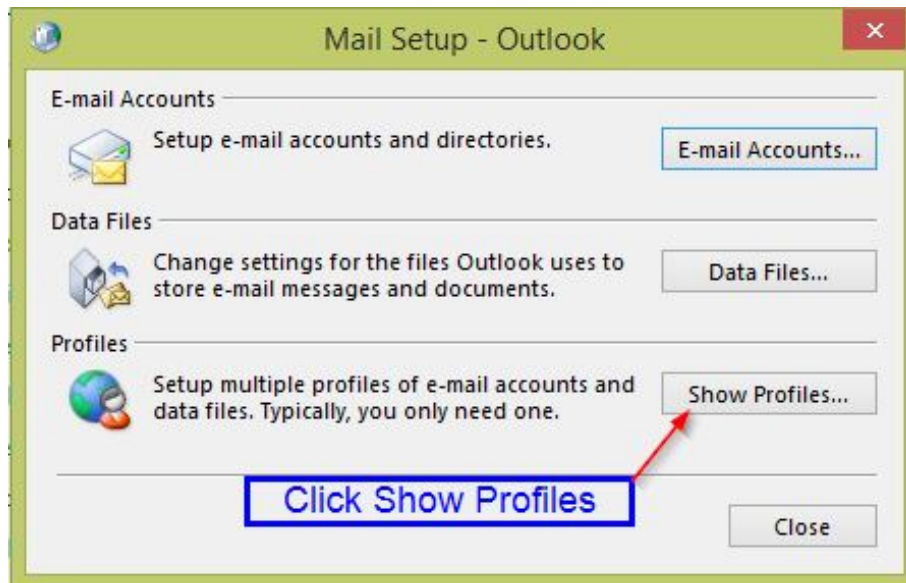 Mail Setup - Outlook
E-mail Accounts
Setup e-mail accounts and directories.
E-mail Accounts...
Data Files
Change settings for the files Outlook uses to
store e-mail messages and documents.
Data Files...
Profiles
Setup multiple profiles of e-mail accounts and
data files. Typically, you only need one.
Show Profiles...
Click Show Profiles
Close